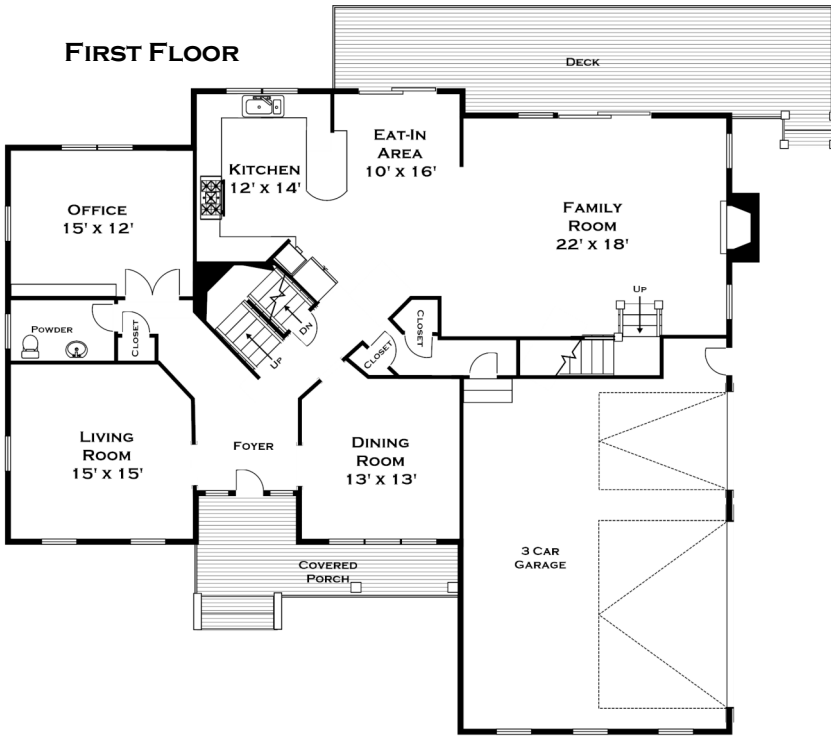 FIRST FLOOR
DECK
EAT-IN
AREA
10' X 16'
KITCHEN
12' X 14'
OFFICE
15' X 12'
FAMILY
ROOM
22' X 18'
UP
POWDER
CLOSET
DN
UP
CLOSET
CLOSET
LIVING
ROOM
15' X 15'
FOYER
DINING
ROOM
13' X 13'
3 CAR
GARAGE
COVERED
PORCH